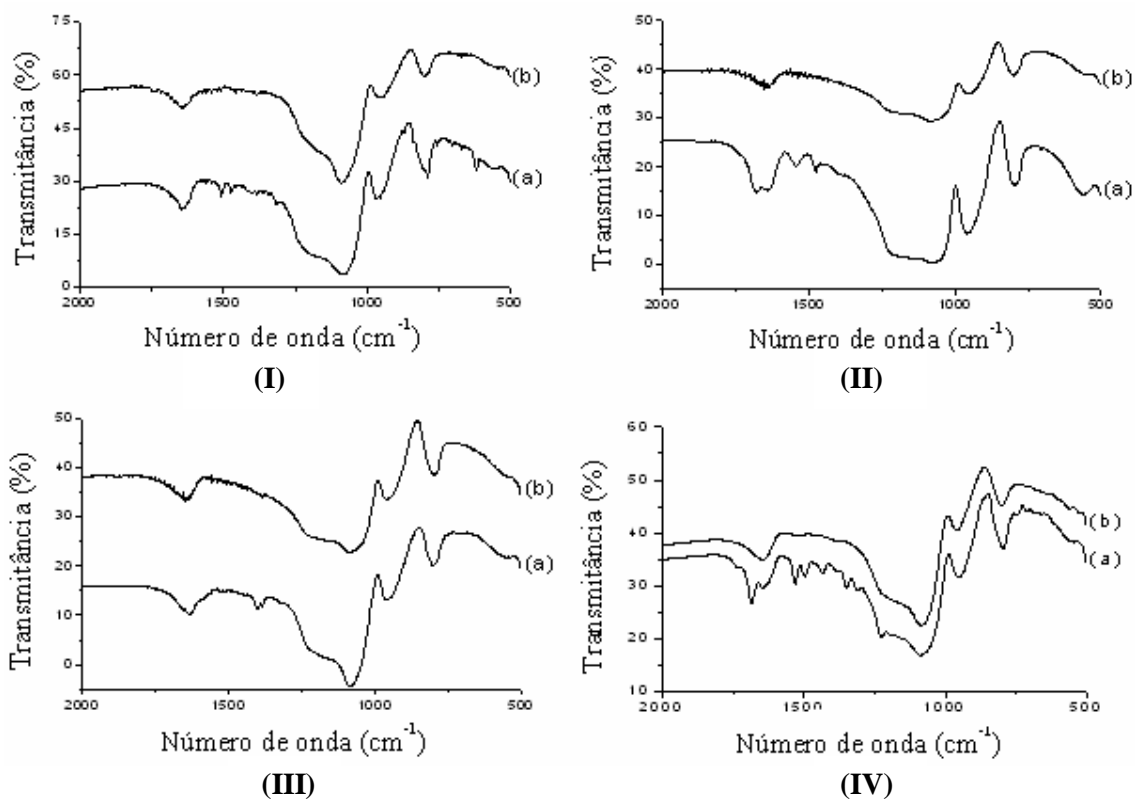 Transmitância (%)
75
60
45
30
15
0
(b)
(a)
2000
1500
1000
500
Número de onda (cm⁻¹)
(I)
Transmitância (%)
50
40
30
20
10
0
(b)
(a)
2000
1500
1000
500
Número de onda (cm⁻¹)
(II)
Transmitância (%)
50
40
30
20
10
0
(b)
(a)
2000
1500
1000
500
Número de onda (cm⁻¹)
(III)
Transmitância (%)
60
50
40
30
20
10
(b)
(a)
2000
1500
1000
500
Número de onda (cm⁻¹)
(IV)